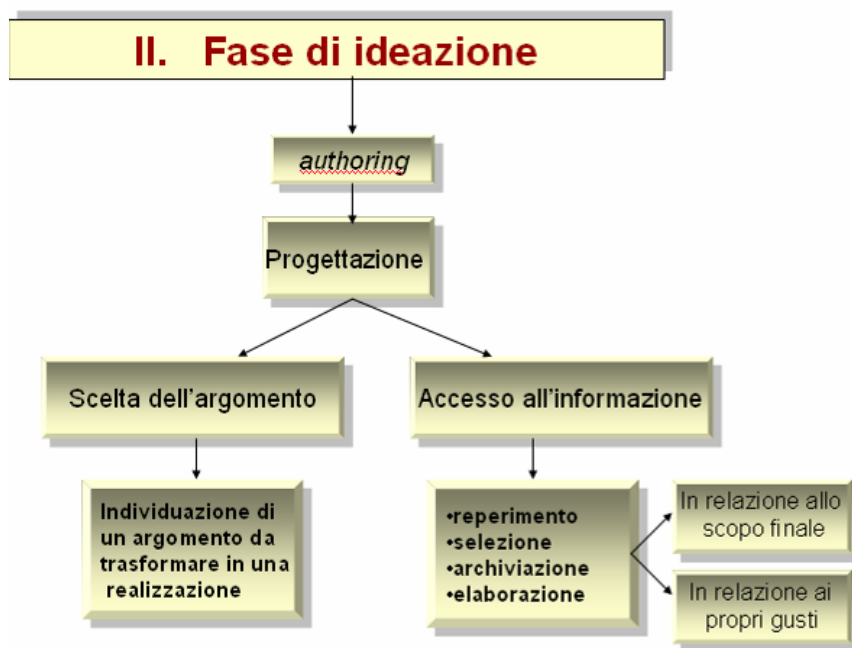 II. Fase di ideazione
authoring
Progettazione
Scelta dell'argomento
Accesso all'informazione
Individuazione di
un argomento da
trasformare in una
realizzazione
•reperimento
•selezione
•archiviazione
•elaborazione
In relazione allo
scopo finale
In relazione ai
propri gusti